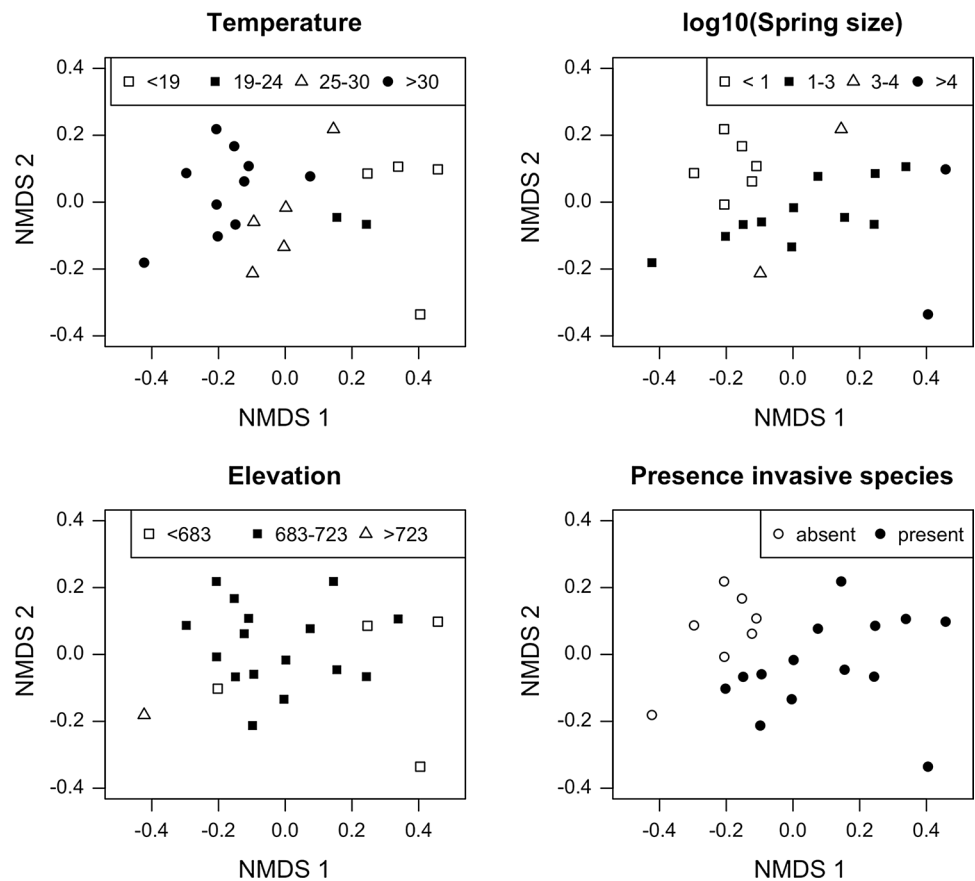 Temperature
<19 19-24 25-30 >30
0.4
0.2
0.0
-0.2
-0.4
NMDS 2
-0.4 -0.2 0.0 0.2 0.4
NMDS 1
log10(Spring size)
< 1 1-3 3-4 >4
0.4
0.2
0.0
-0.2
-0.4
NMDS 2
-0.4 -0.2 0.0 0.2 0.4
NMDS 1
Elevation
<683 683-723 >723
0.4
0.2
0.0
-0.2
-0.4
NMDS 2
-0.4 -0.2 0.0 0.2 0.4
NMDS 1
Presence invasive species
absent present
0.4
0.2
0.0
-0.2
-0.4
NMDS 2
-0.4 -0.2 0.0 0.2 0.4
NMDS 1